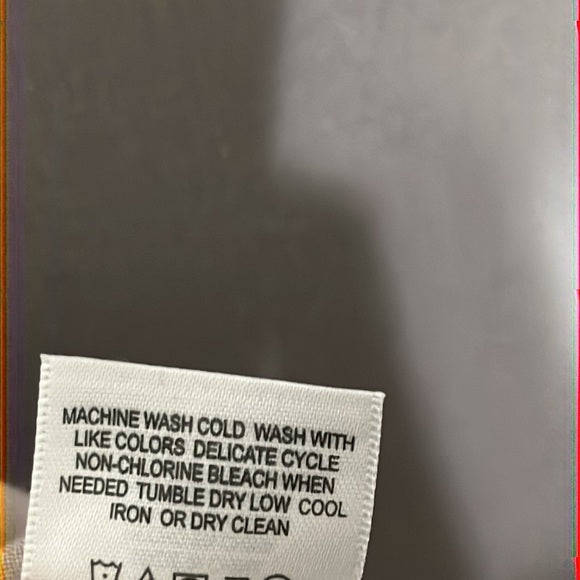 MACHINE WASH COLD WASH WITH
LIKE COLORS DELICATE CYCLE
NON-CHLORINE BLEACH WHEN
NEEDED TUMBLE DRY LOW COOL
IRON OR DRY CLEAN